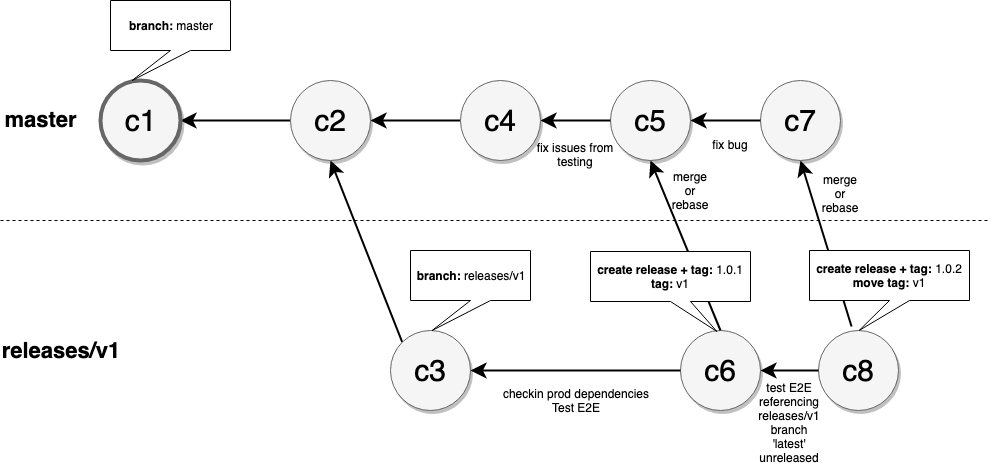 branch: master
master
c1
c2
c4
c5
c7
fix issues from
testing
fix bug
merge
or
rebase
merge
or
rebase
branch: releases/v1
create release + tag: 1.0.1
tag: v1
create release + tag: 1.0.2
move tag: v1
releases/v1
c3
c6
c8
checkin prod dependencies
Test E2E
test E2E
referencing
releases/v1
branch
'latest'
unreleased